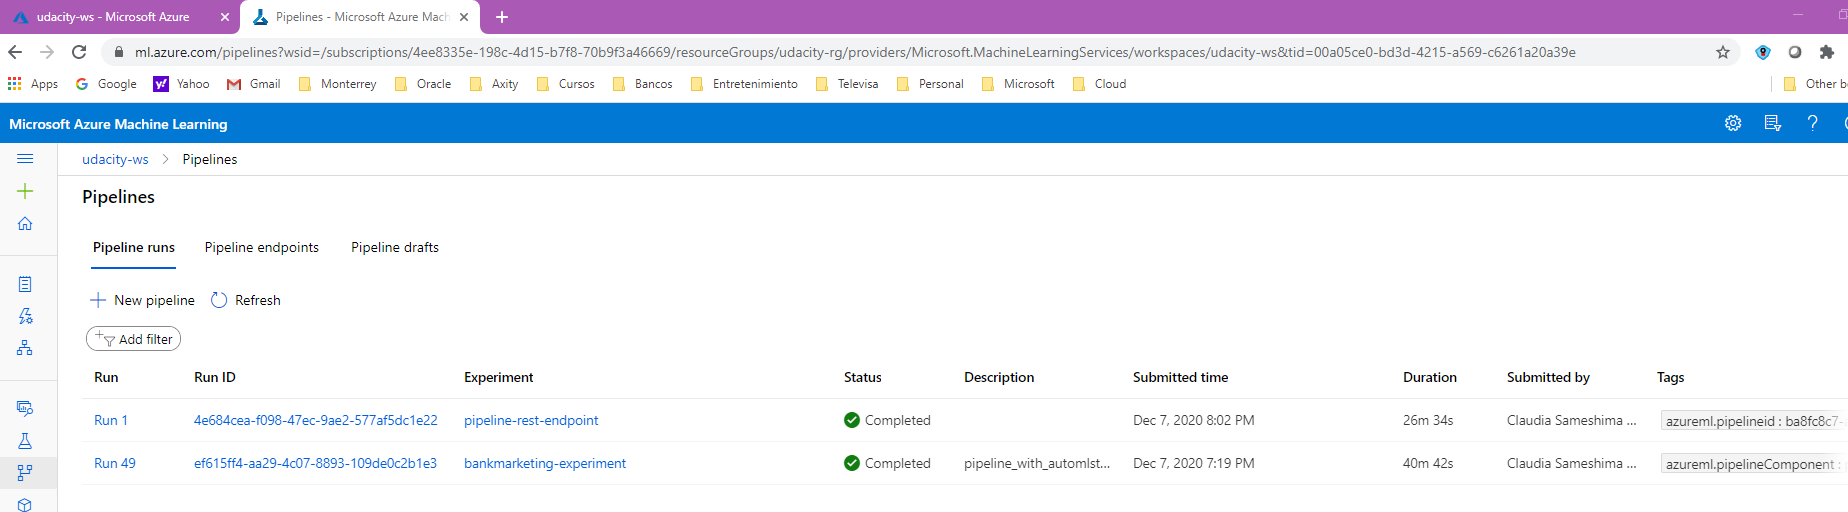 udacity-ws - Microsoft Azure
Pipelines - Microsoft Azure Mach
ml.azure.com/pipelines?wsid=/subscriptions/4ee8335e-198c-4d15-b7f8-70b9f3a46669/resourceGroups/udacity-rg/providers/Microsoft.MachineLearningServices/workspaces/udacity-ws&tid=00a05ce0-bd3d-4215-a569-c6261a20a39e
Apps Google Yahoo Gmail Monterrey Oracle Axity Cursos Bancos Entretenimiento Televisa Personal Microsoft Cloud Other b
Microsoft Azure Machine Learning
udacity-ws > Pipelines
Pipelines
Pipeline runs Pipeline endpoints Pipeline drafts
New pipeline Refresh
Add filter
Run Run ID Experiment Status Description Submitted time Duration Submitted by Tags
Run 1 4e684cea-f098-47ec-9ae2-577af5dc1e22 pipeline-rest-endpoint Completed Dec 7, 2020 8:02 PM 26m 34s Claudia Sameshima ... azureml.pipelineid : ba8fc8c7-
Run 49 ef615ff4-aa29-4c07-8893-109de0c2b1e3 bankmarketing-experiment Completed pipeline_with_automlst... Dec 7, 2020 7:19 PM 40m 42s Claudia Sameshima ... azureml.pipelineComponent :